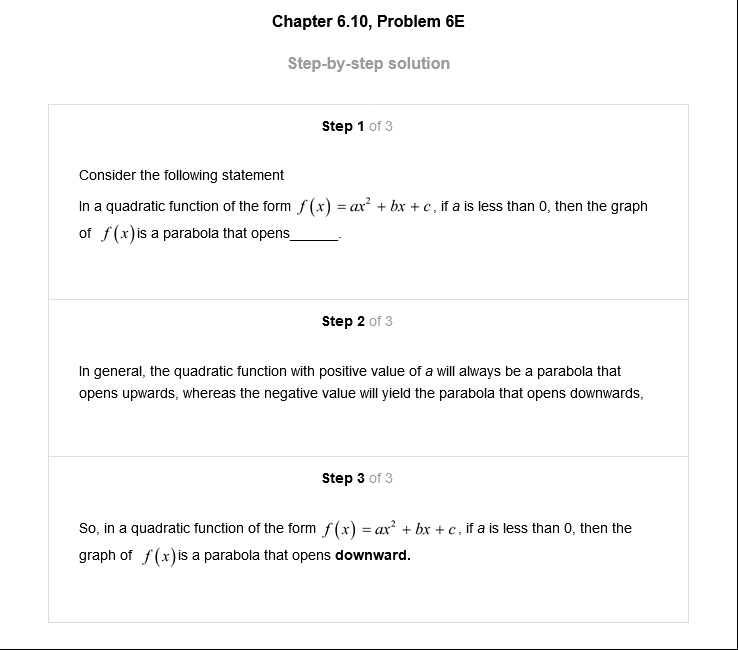 Chapter 6.10, Problem 6E
Step-by-step solution
Step 1 of 3
Consider the following statement
In a quadratic function of the form f(x) = ax² + bx + c, if a is less than 0, then the graph
of f(x) is a parabola that opens______.
Step 2 of 3
In general, the quadratic function with positive value of a will always be a parabola that
opens upwards, whereas the negative value will yield the parabola that opens downwards,
Step 3 of 3
So, in a quadratic function of the form f(x) = ax² + bx + c, if a is less than 0, then the
graph of f(x) is a parabola that opens downward.